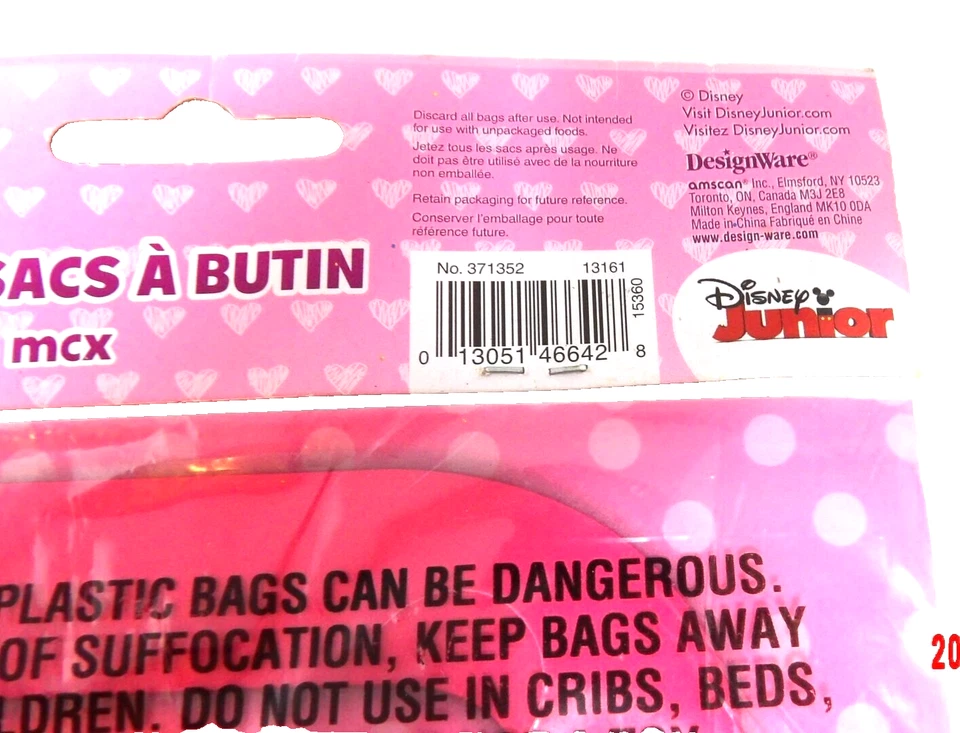 Discard all bags after use. Not intended
for use with unpackaged foods.
Jetez tous les sacs après usage. Ne
doit pas être utilisé avec de la nourriture
non emballée.
Retain packaging for future reference.
Conserver l'emballage pour toute
référence future.
© Disney
Visit DisneyJunior.com
Visitez DisneyJunior.com
DesignWare®
amscan® Inc., Elmsford, NY 10523
Toronto, ON, Canada M3J 2E8
Milton Keynes, England MK10 0DA
Made in China Fabriqué en Chine
www.design-ware.com
Disney
Junior
SACS À BUTIN
mcx
No. 371352 13161
15360
0 13051 46642 8
PLASTIC BAGS CAN BE DANGEROUS.
OF SUFFOCATION, KEEP BAGS AWAY
LDREN. DO NOT USE IN CRIBS, BEDS,
20